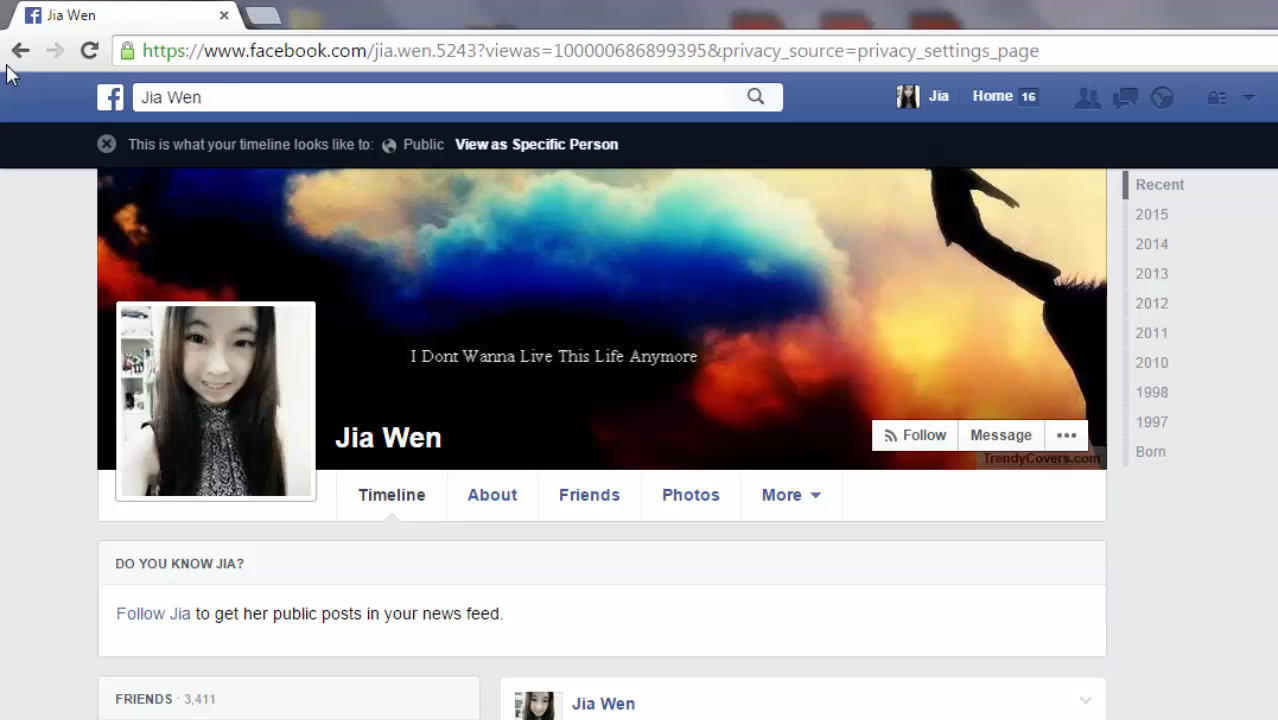 Jia Wen
https://www.facebook.com/jia.wen.5243?viewas=100000686899395&privacy_source=privacy_settings_page
Jia Wen
Jia
Home 16
This is what your timeline looks like to: Public View as Specific Person
Recent
2015
2014
2013
2012
2011
2010
1998
1997
Born
I Dont Wanna Live This Life Anymore
Jia Wen
Follow
Message
TrendyCovers.com
Timeline
About
Friends
Photos
More
DO YOU KNOW JIA?
Follow Jia to get her public posts in your news feed.
FRIENDS · 3,411
Jia Wen